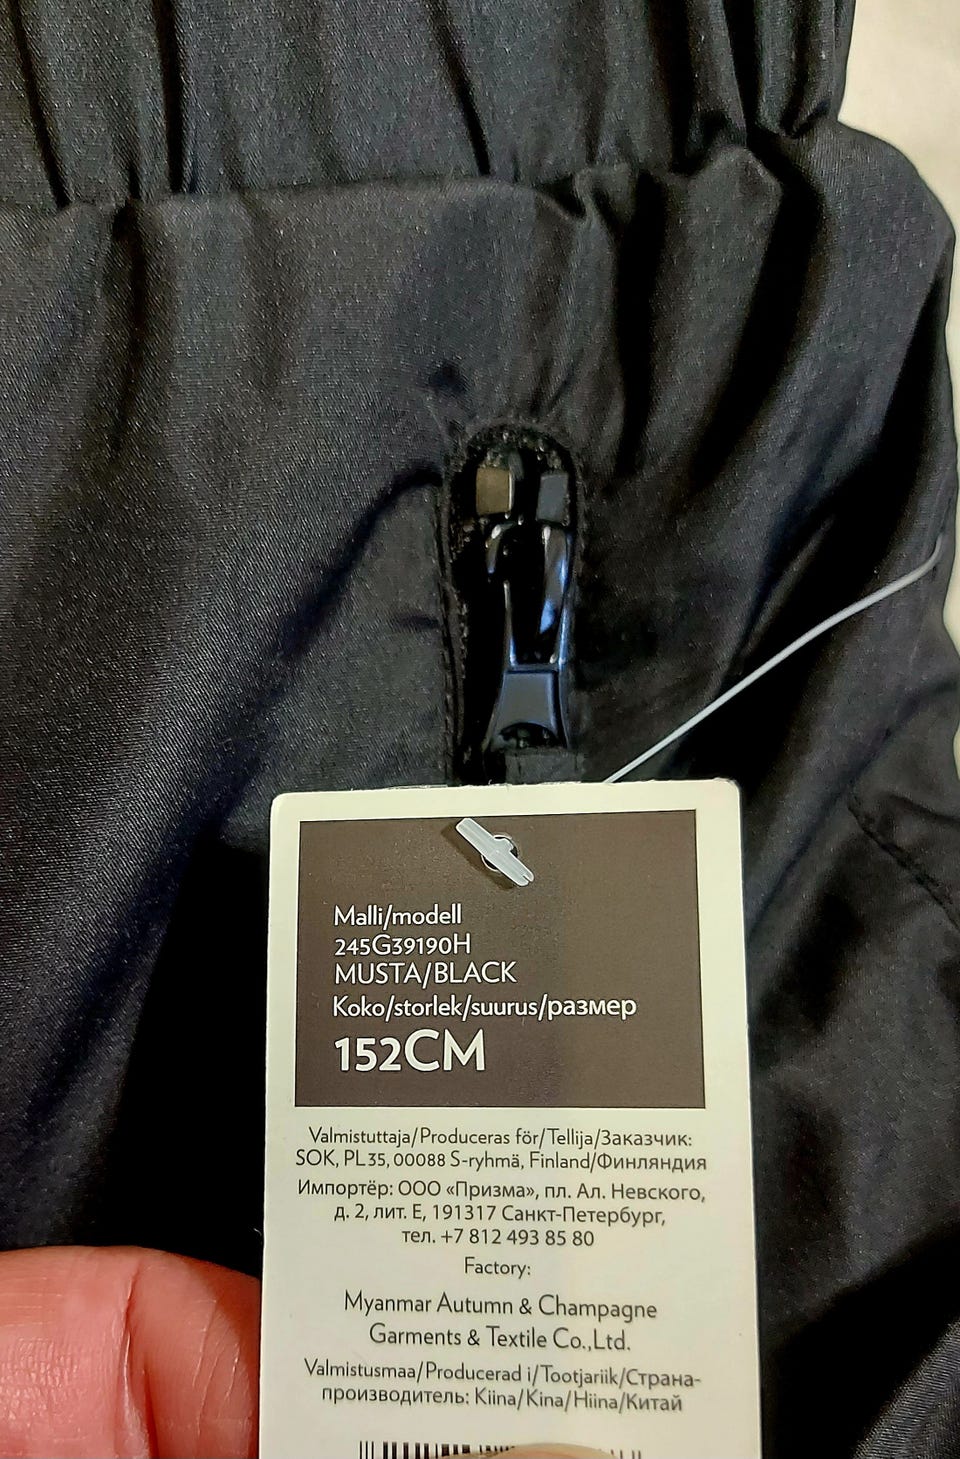 Malli/modell
245G39190H
MUSTA/BLACK
Koko/storlek/suurus/размер
152CM
Valmistuttaja/Produceras för/Tellija/Заказчик:
SOK, PL35, 00088 S-ryhmä, Finland/Финляндия
Импортёр: ООО «Призма», пл. Ал. Невского,
д. 2, лит. Е, 191317 Санкт-Петербург,
тел. +7 812 493 85 80
Factory:
Myanmar Autumn & Champagne
Garments & Textile Co.,Ltd.
Valmistusmaa/Producerad i/Tootjariik/Страна-
производитель: Kiina/Kina/Hiina/Китай